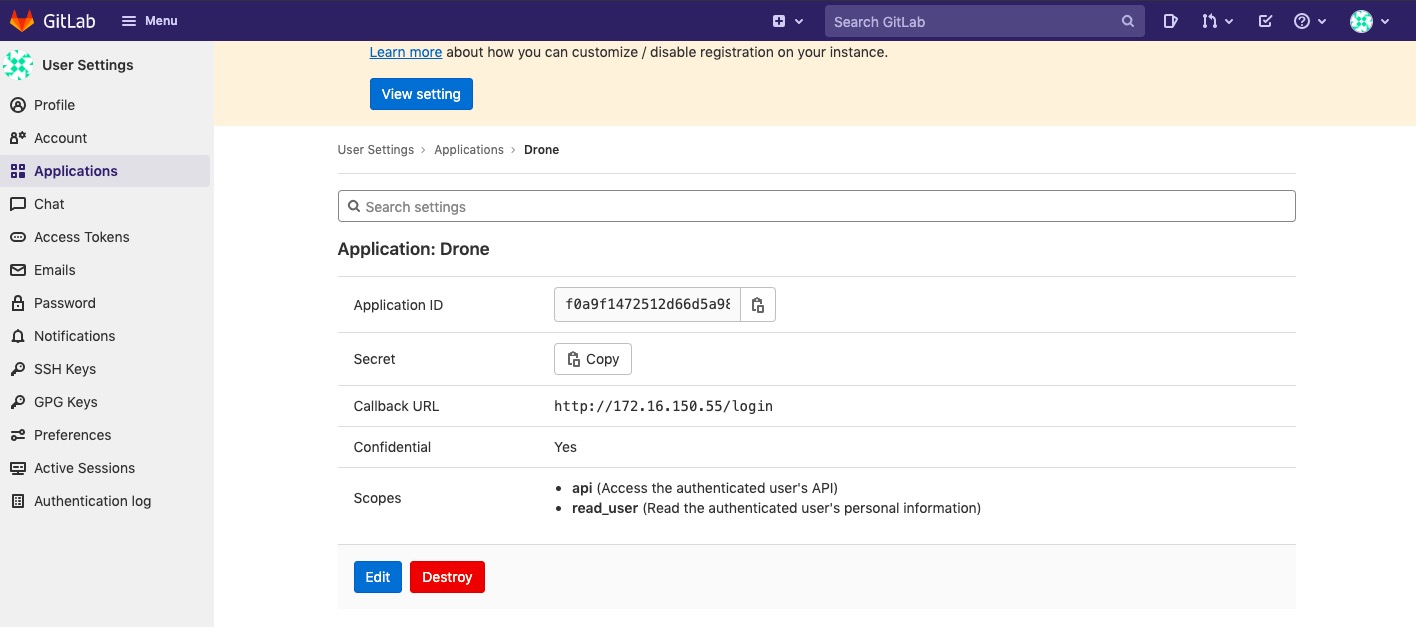 GitLab
Menu
Search GitLab
User Settings
Profile
Account
Applications
Chat
Access Tokens
Emails
Password
Notifications
SSH Keys
GPG Keys
Preferences
Active Sessions
Authentication log
Learn more about how you can customize / disable registration on your instance.
View setting
User Settings > Applications > Drone
Search settings
Application: Drone
Application ID f0a9f1472512d66d5a98
Secret Copy
Callback URL http://172.16.150.55/login
Confidential Yes
Scopes
• api (Access the authenticated user's API)
• read_user (Read the authenticated user's personal information)
Edit Destroy